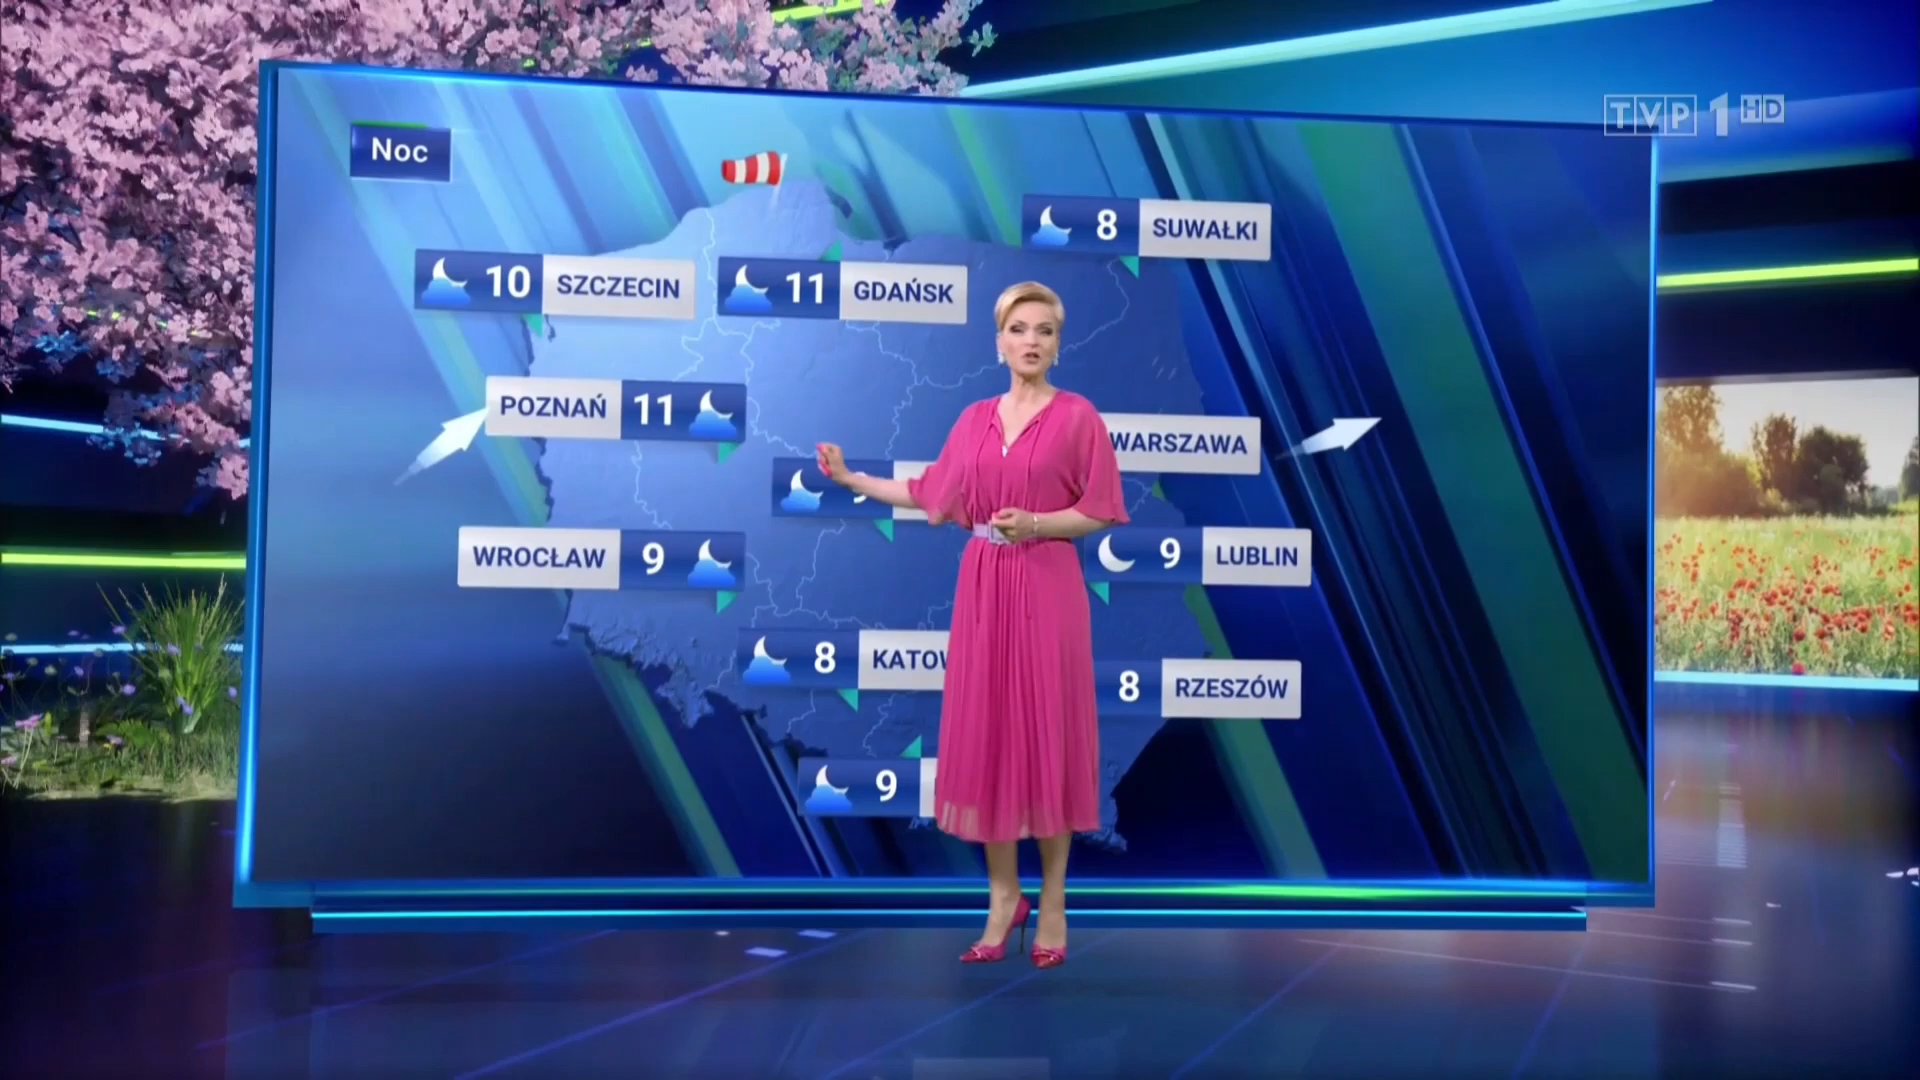 TVP 1 HD
Noc
8 SUWAŁKI
10 SZCZECIN
11 GDAŃSK
POZNAŃ 11
WARSZAWA
WROCŁAW 9
9 LUBLIN
8
8 RZESZÓW
9